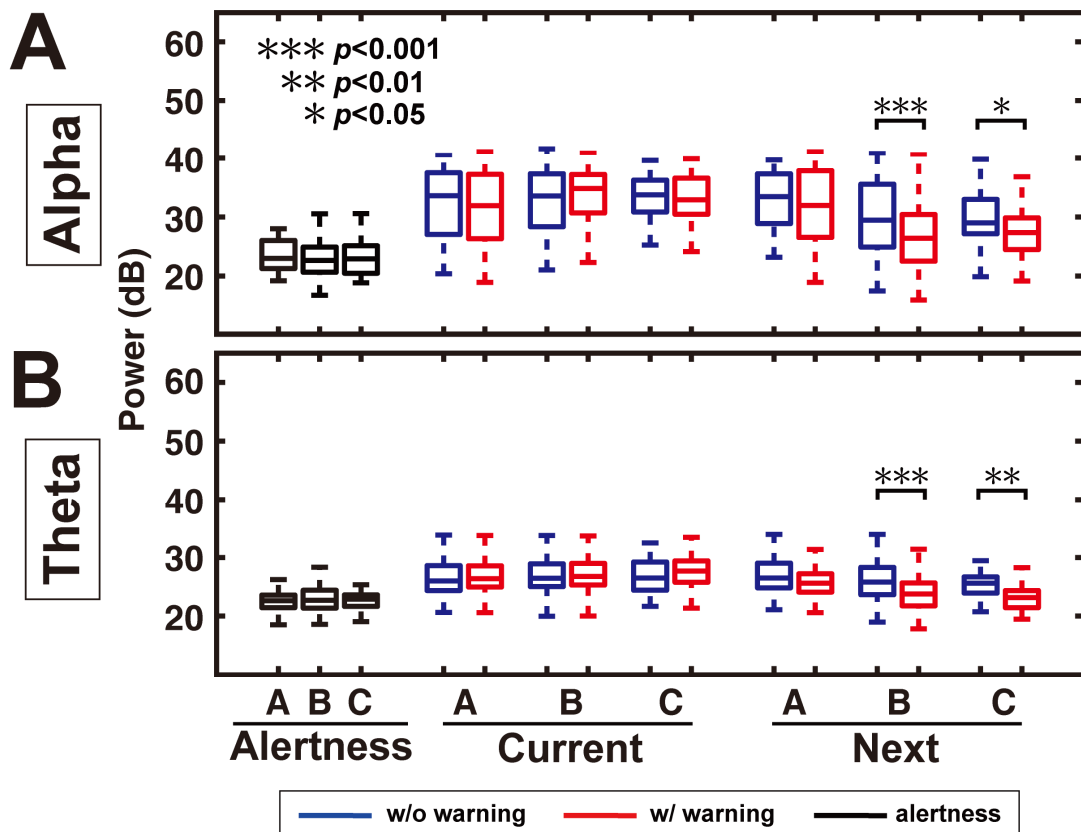 A
Alpha
*** p<0.001
** p<0.01
* p<0.05
60
50
40
30
20
*** *
Power (dB)
B
Theta
60
50
40
30
20
*** **
A B C A B C A B C
Alertness Current Next
w/o warning w/ warning alertness